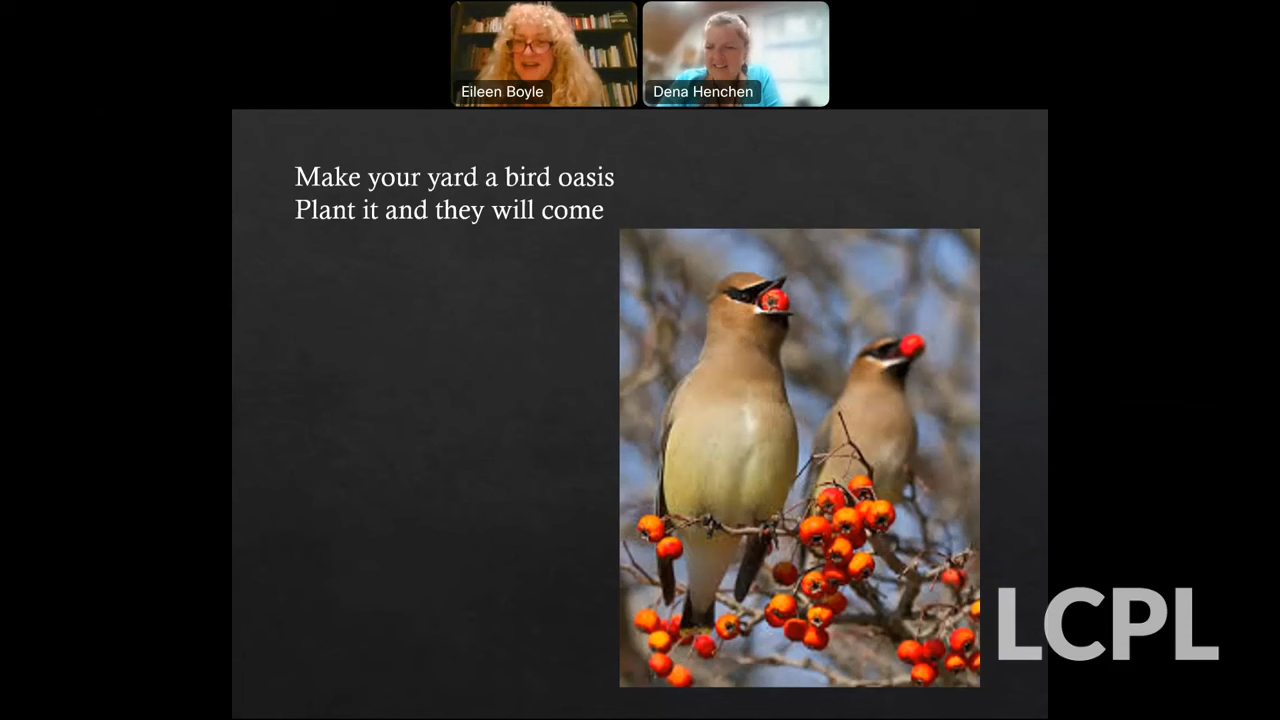 Eileen Boyle
Dena Henchen
Make your yard a bird oasis
Plant it and they will come
LCPL